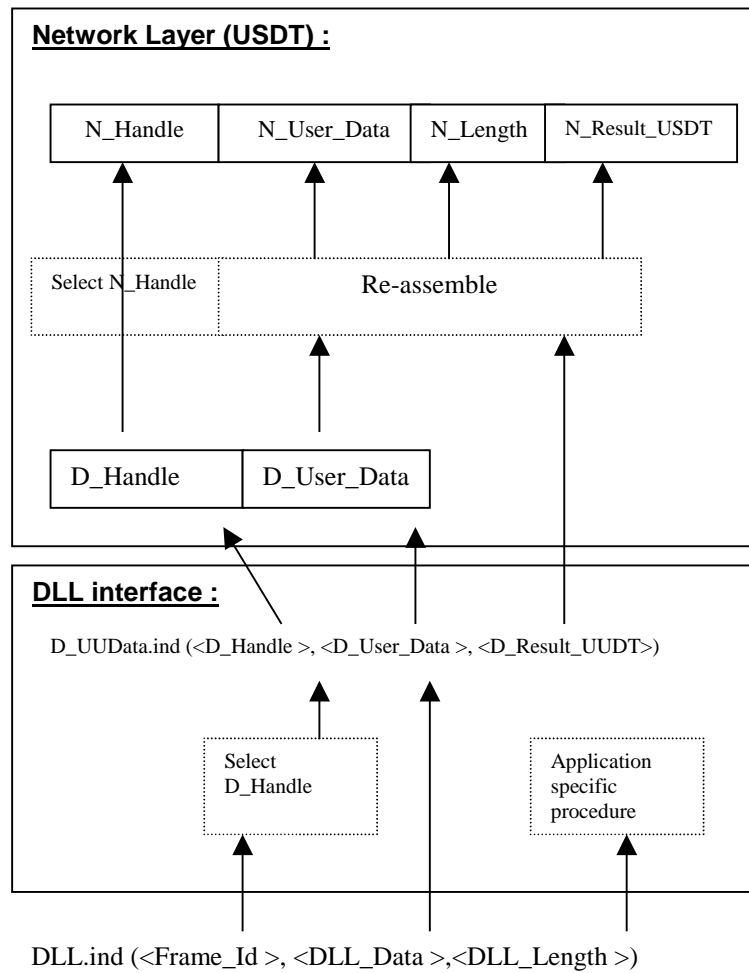 Network Layer (USDT) :
N_Handle N_User_Data N_Length N_Result_USDT
Select N_Handle Re-assemble
D_Handle D_User_Data
DLL interface :
D_UUData.ind (<D_Handle >, <D_User_Data >, <D_Result_UUDT>)
Select
D_Handle
Application
specific
procedure
DLL.ind (<Frame_Id >, <DLL_Data >,<DLL_Length >)